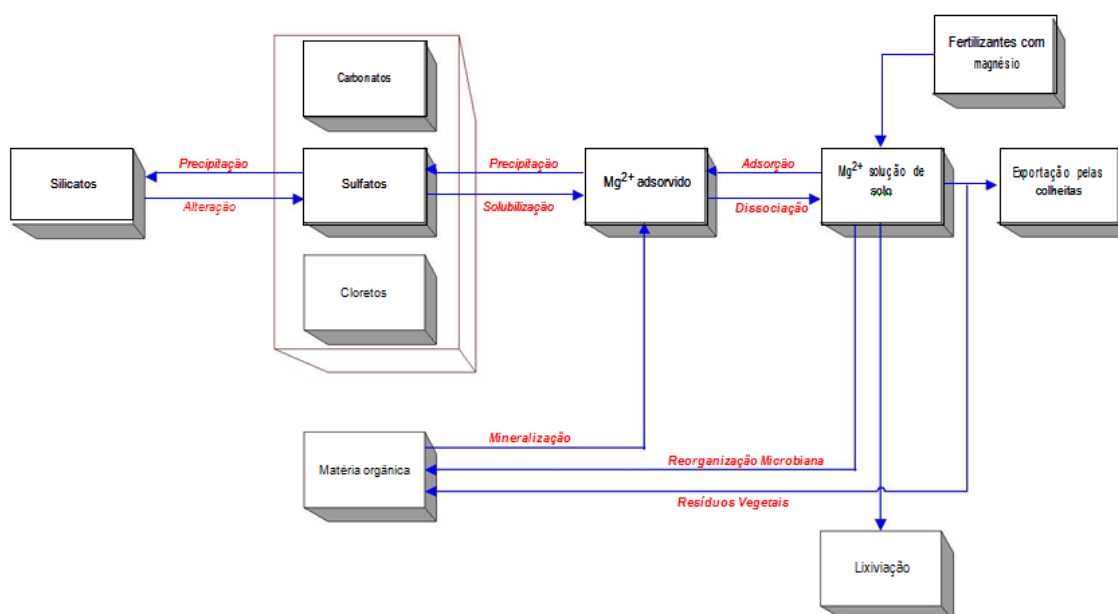 Fertilizantes com
magnésio
Carbonatos
Precipitação
Precipitação
Adsorção
Silicatos
Sulfatos
Mg2+ adsorvido
Mg2+ solução de
solo
Exportação pelas
colheitas
Alteração
Solubilização
Dissociação
Cloretos
Mineralização
Matéria orgânica
Reorganização Microbiana
Resíduos Vegetais
Lixiviação